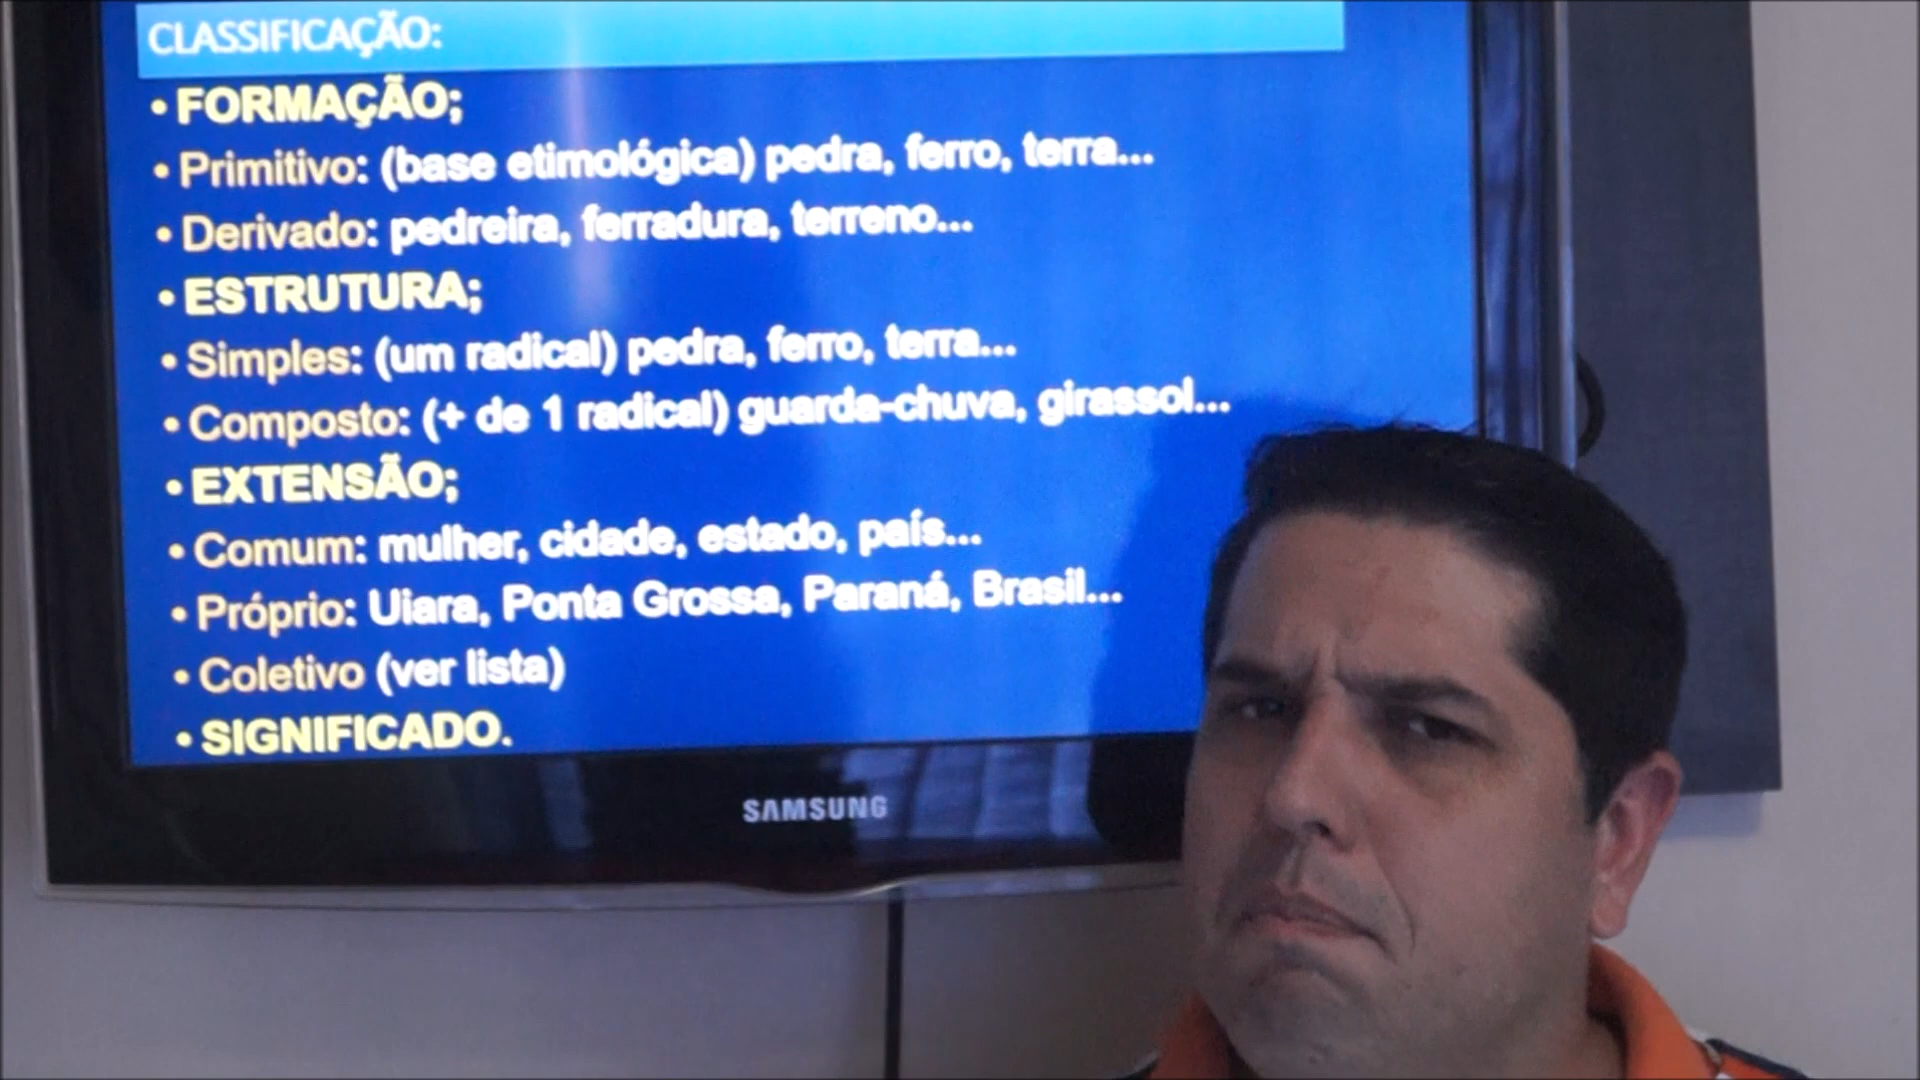 CLASSIFICAÇÃO:
• FORMAÇÃO;
• Primitivo: (base etimológica) pedra, ferro, terra...
• Derivado: pedreira, ferradura, terreno...
• ESTRUTURA;
• Simples: (um radical) pedra, ferro, terra...
• Composto: (+ de 1 radical) guarda-chuva, girassol...
• EXTENSÃO;
• Comum: mulher, cidade, estado, país...
• Próprio: Uiara, Ponta Grossa, Paraná, Brasil...
• Coletivo (ver lista)
• SIGNIFICADO.
SAMSUNG